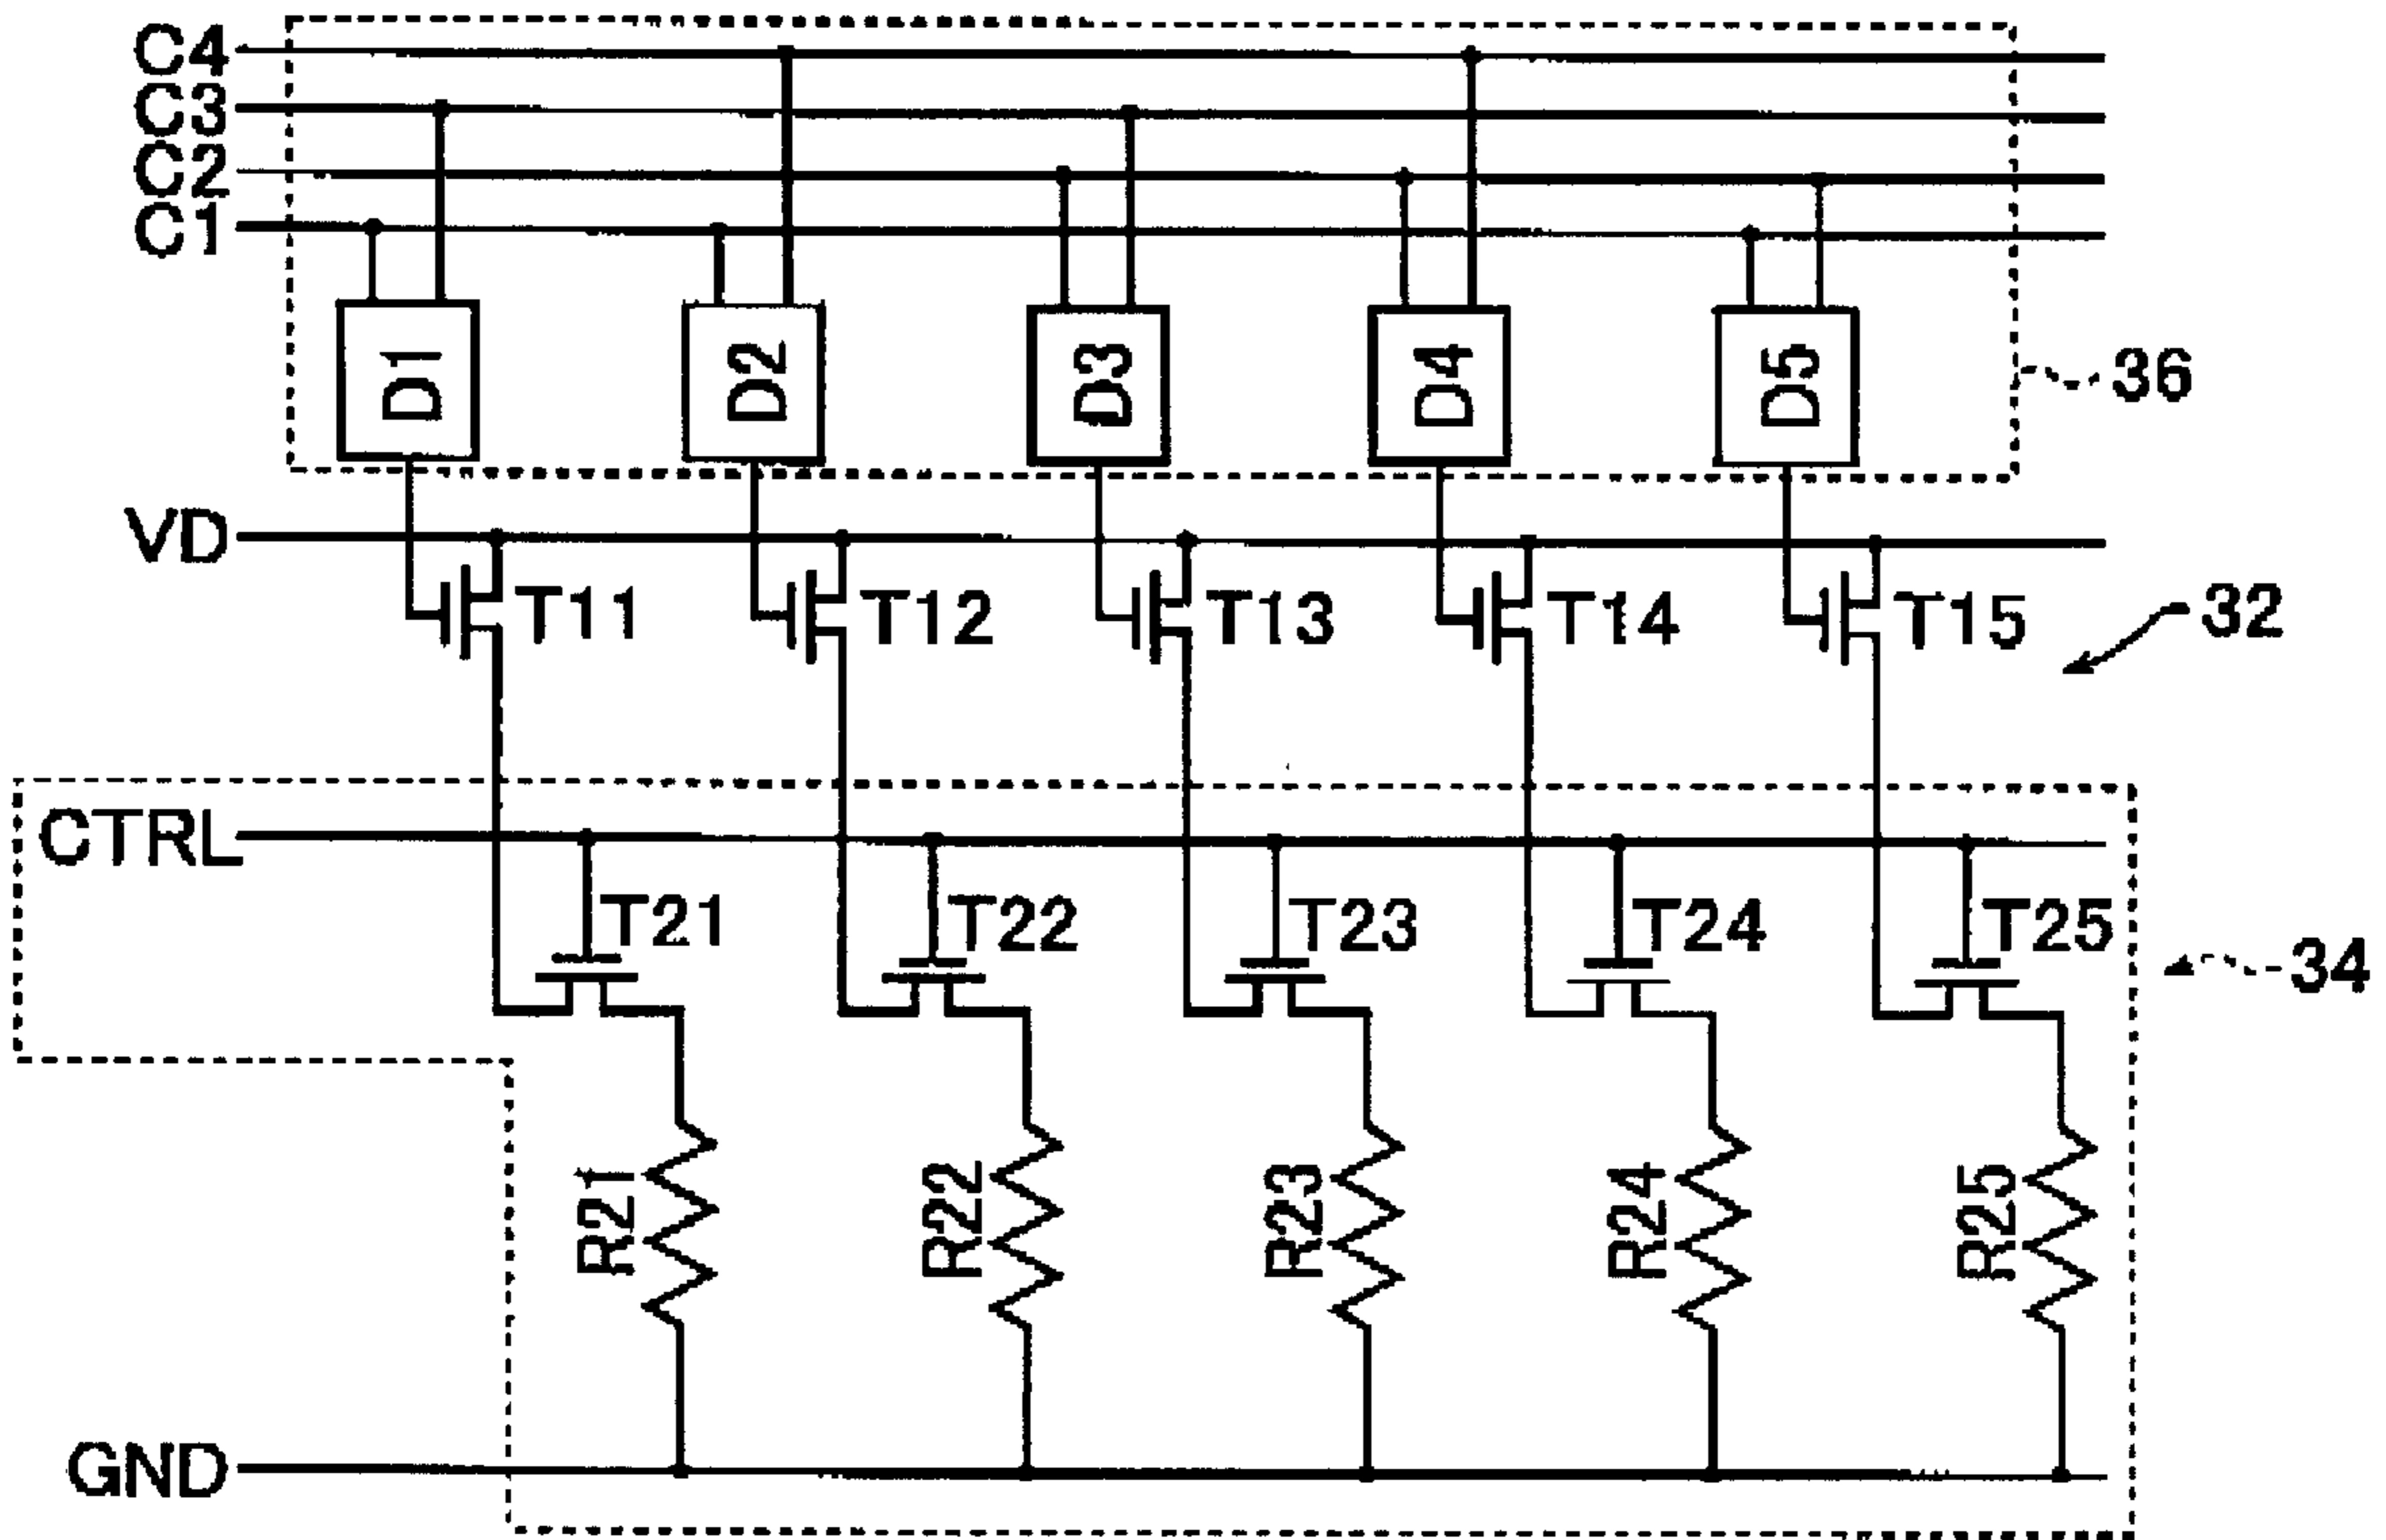 C4
C3
C2
C1
D1 D2 D3 D4 D5
36
VD
T11 T12 T13 T14 T15
32
CTRL
T21 T22 T23 T24 T25
34
R21 R22 R23 R24 R25
GND